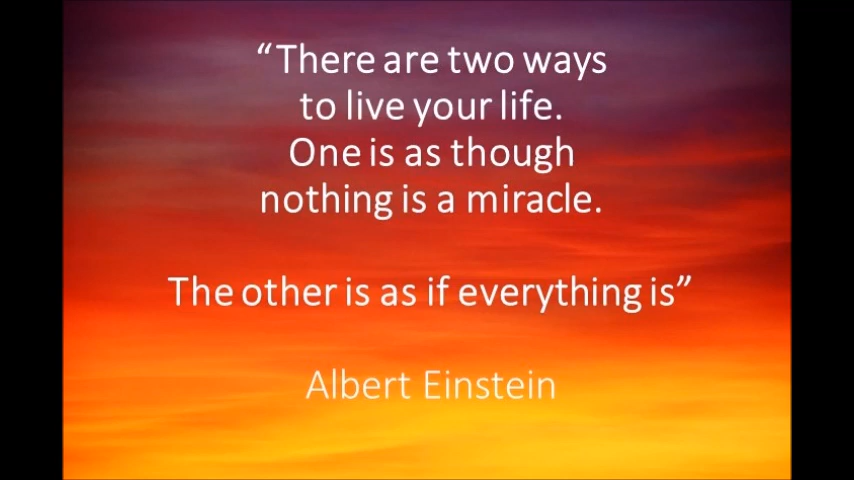 “There are two ways
to live your life.
One is as though
nothing is a miracle.
The other is as if everything is”
Albert Einstein